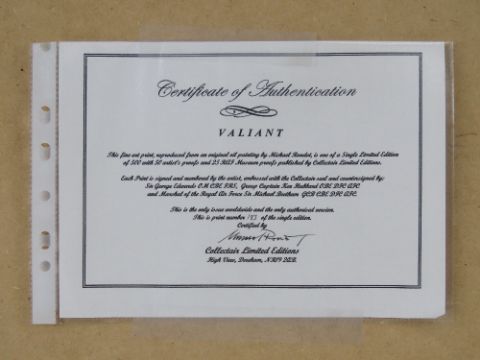 Certificate of Authentication
VALIANT
This fine art print, reproduced from an original oil painting by Michael Rondot, is one of a Single Limited Edition
of 500 with 50 artist's proofs and 25 RAF Museum proofs published by Collectair Limited Editions.
Each Print is signed and numbered by the artist, embossed with the Collectair seal and countersigned by:
Sir George Edwards O.M CBE FRS, Group Captain Ken Hubbard OBE DFC AFC
and Marshal of the Royal Air Force Sir Michael Beetham GCB CBE DFC AFC.
This is the only issue worldwide and the only authorised version.
This is print number of the single edition.
Certified by
Collectair Limited Editions
High View, Denham, NR19